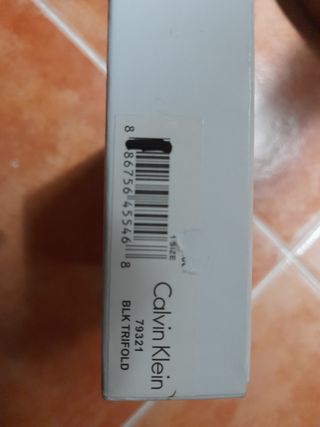 8 86756 45546 8
1 SIZE
Calvin Klein
79321
BLK TRIFOLD